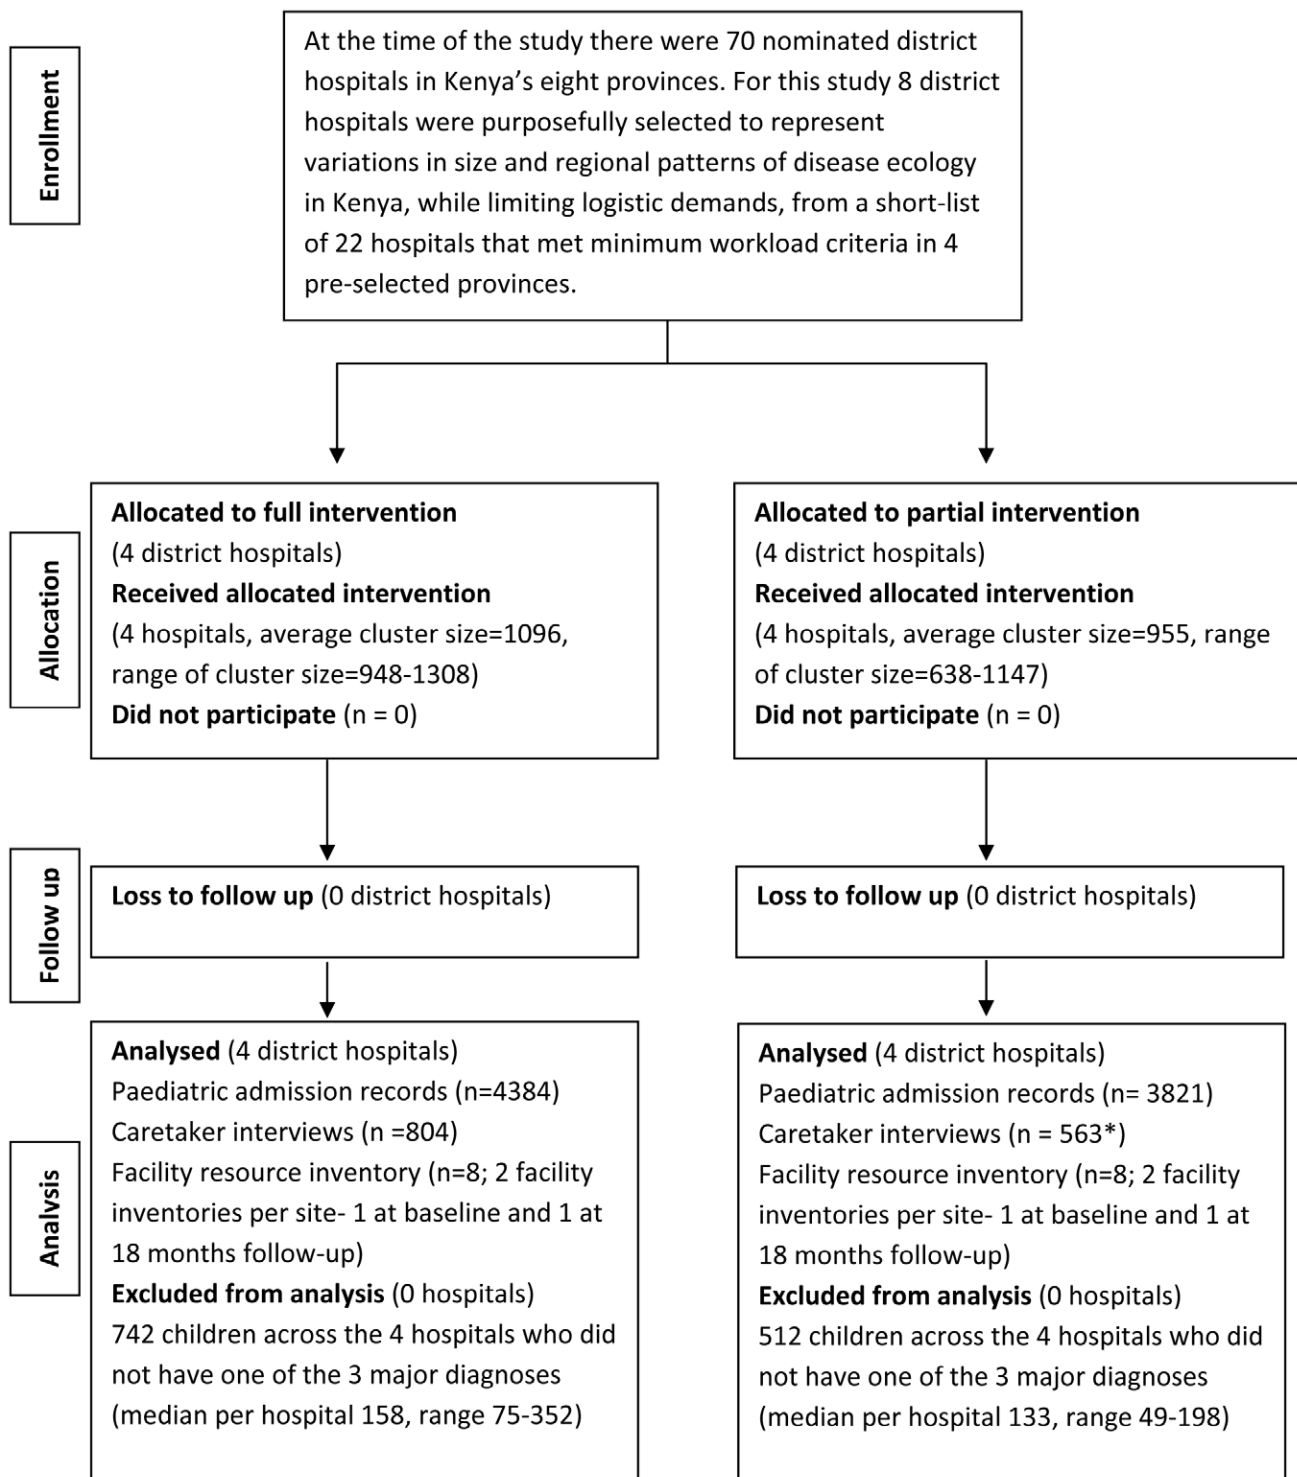 Enrollment
At the time of the study there were 70 nominated district
hospitals in Kenya's eight provinces. For this study 8 district
hospitals were purposefully selected to represent
variations in size and regional patterns of disease ecology
in Kenya, while limiting logistic demands, from a short-list
of 22 hospitals that met minimum workload criteria in 4
pre-selected provinces.
Allocation
Allocated to full intervention
(4 district hospitals)
Received allocated intervention
(4 hospitals, average cluster size=1096,
range of cluster size=948-1308)
Did not participate (n = 0)
Allocated to partial intervention
(4 district hospitals)
Received allocated intervention
(4 hospitals, average cluster size=955, range
of cluster size=638-1147)
Did not participate (n = 0)
Follow up
Loss to follow up (0 district hospitals)
Loss to follow up (0 district hospitals)
Analysis
Analysed (4 district hospitals)
Paediatric admission records (n=4384)
Caretaker interviews (n =804)
Facility resource inventory (n=8; 2 facility
inventories per site- 1 at baseline and 1 at
18 months follow-up)
Excluded from analysis (0 hospitals)
742 children across the 4 hospitals who did
not have one of the 3 major diagnoses
(median per hospital 158, range 75-352)
Analysed (4 district hospitals)
Paediatric admission records (n= 3821)
Caretaker interviews (n = 563*)
Facility resource inventory (n=8; 2 facility
inventories per site- 1 at baseline and 1 at
18 months follow-up)
Excluded from analysis (0 hospitals)
512 children across the 4 hospitals who did
not have one of the 3 major diagnoses
(median per hospital 133, range 49-198)